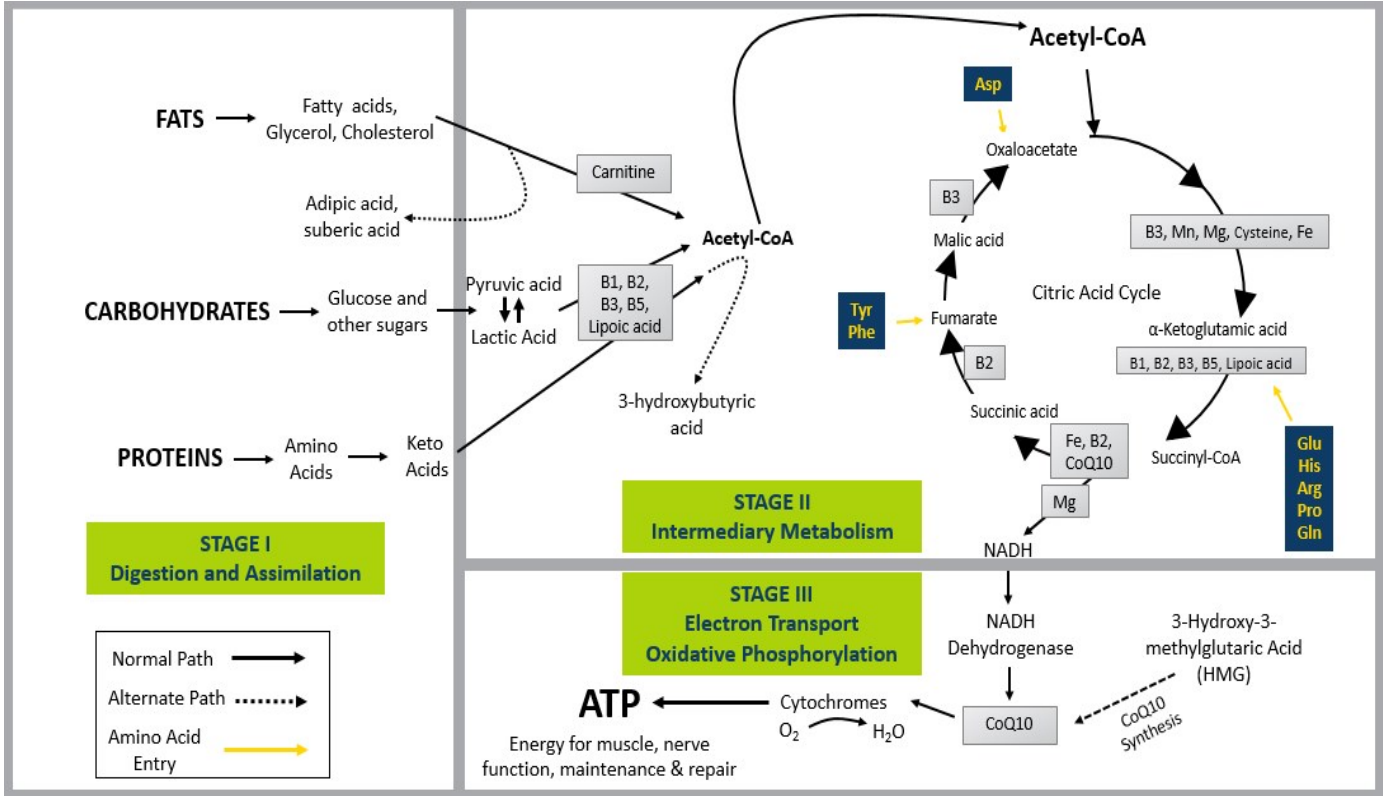 FATS
Fatty acids,
Glycerol, Cholesterol
Adipic acid,
suberic acid
CARBOHYDRATES
Glucose and
other sugars
PROTEINS
Amino
Acids
Keto
Acids
STAGE I
Digestion and Assimilation
Normal Path
Alternate Path
Amino Acid
Entry
Carnitine
Acetyl-CoA
Pyruvic acid
Lactic Acid
B1, B2,
B3, B5,
Lipoic acid
3-hydroxybutyric
acid
Acetyl-CoA
Asp
Oxaloacetate
B3
Malic acid
B3, Mn, Mg, Cysteine, Fe
Citric Acid Cycle
Tyr
Phe
Fumarate
α-Ketoglutamic acid
B1, B2, B3, B5, Lipoic acid
B2
Succinic acid
Fe, B2,
CoQ10
Succinyl-CoA
Glu
His
Arg
Pro
Gln
Mg
NADH
STAGE II
Intermediary Metabolism
STAGE III
Electron Transport
Oxidative Phosphorylation
NADH
Dehydrogenase
3-Hydroxy-3-
methylglutaric Acid
(HMG)
CoQ10
Synthesis
CoQ10
Cytochromes
O2
H2O
ATP
Energy for muscle, nerve
function, maintenance & repair